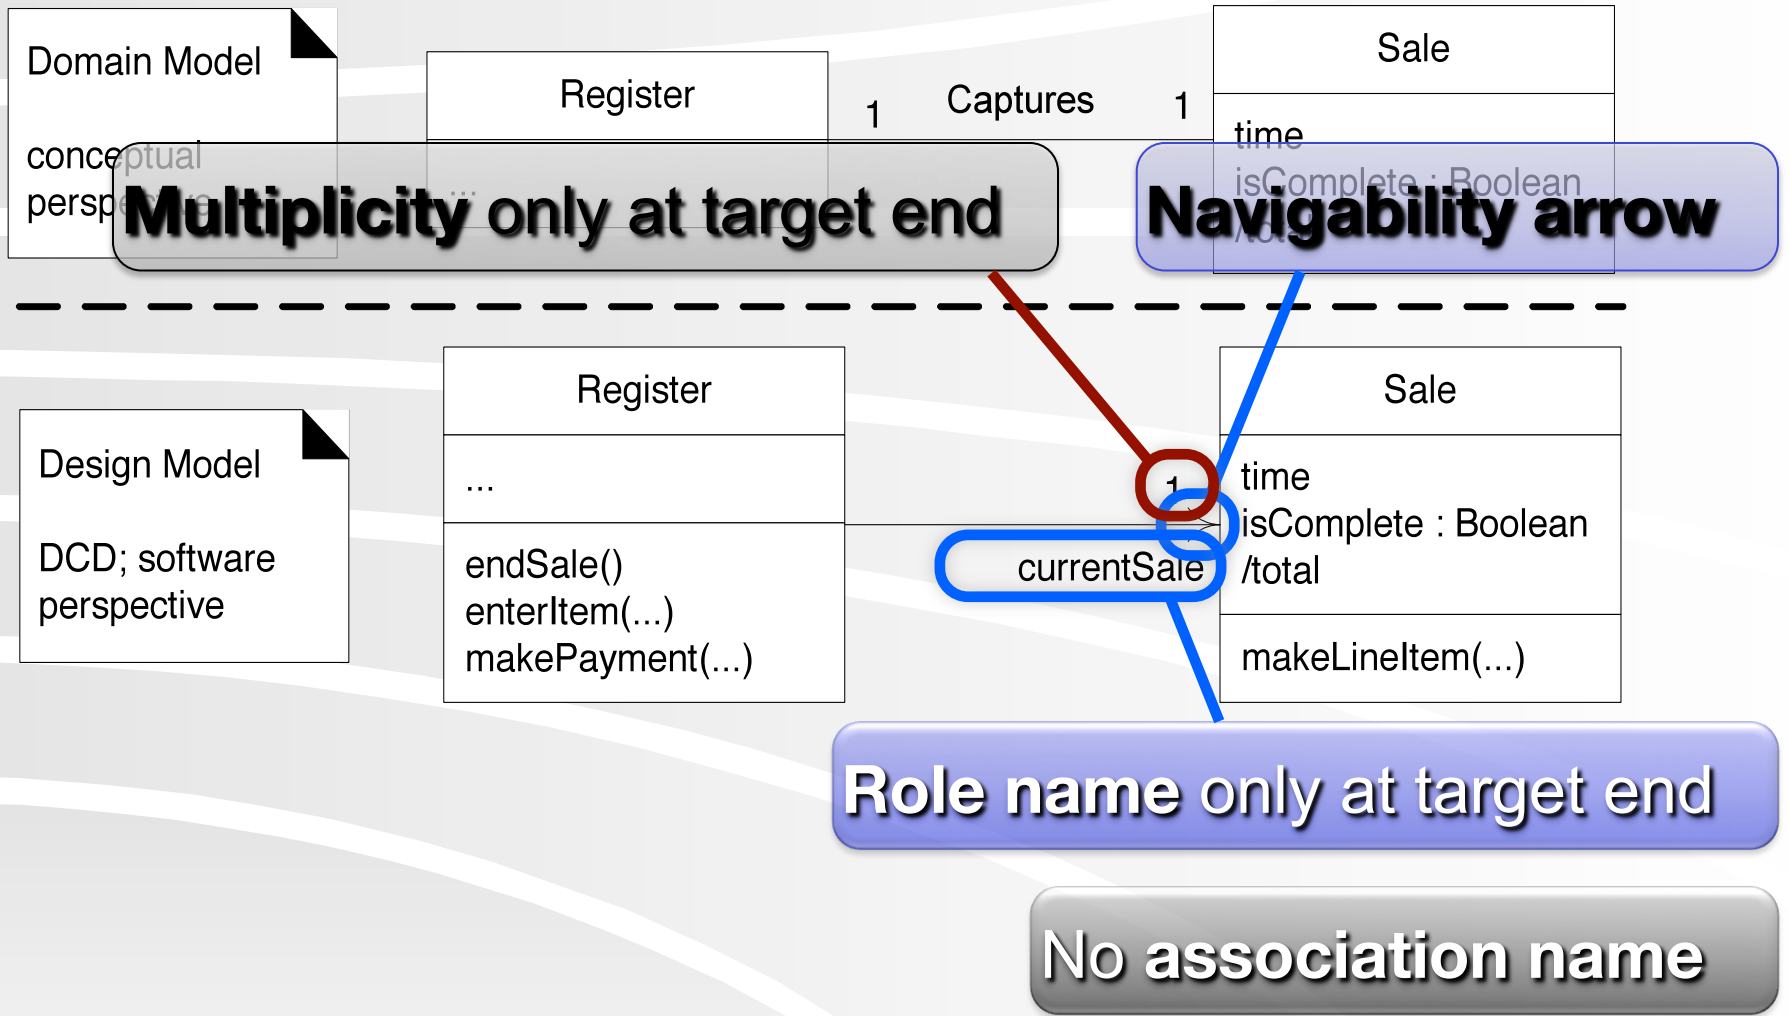 Domain Model
conceptual
perspective
Register
...
1 Captures 1
Sale
time
isComplete : Boolean
/total
Multiplicity only at target end
Navigability arrow
Design Model
DCD; software
perspective
Register
...
endSale()
enterItem(...)
makePayment(...)
1
currentSale
Sale
time
isComplete : Boolean
/total
makeLineItem(...)
Role name only at target end
No association name